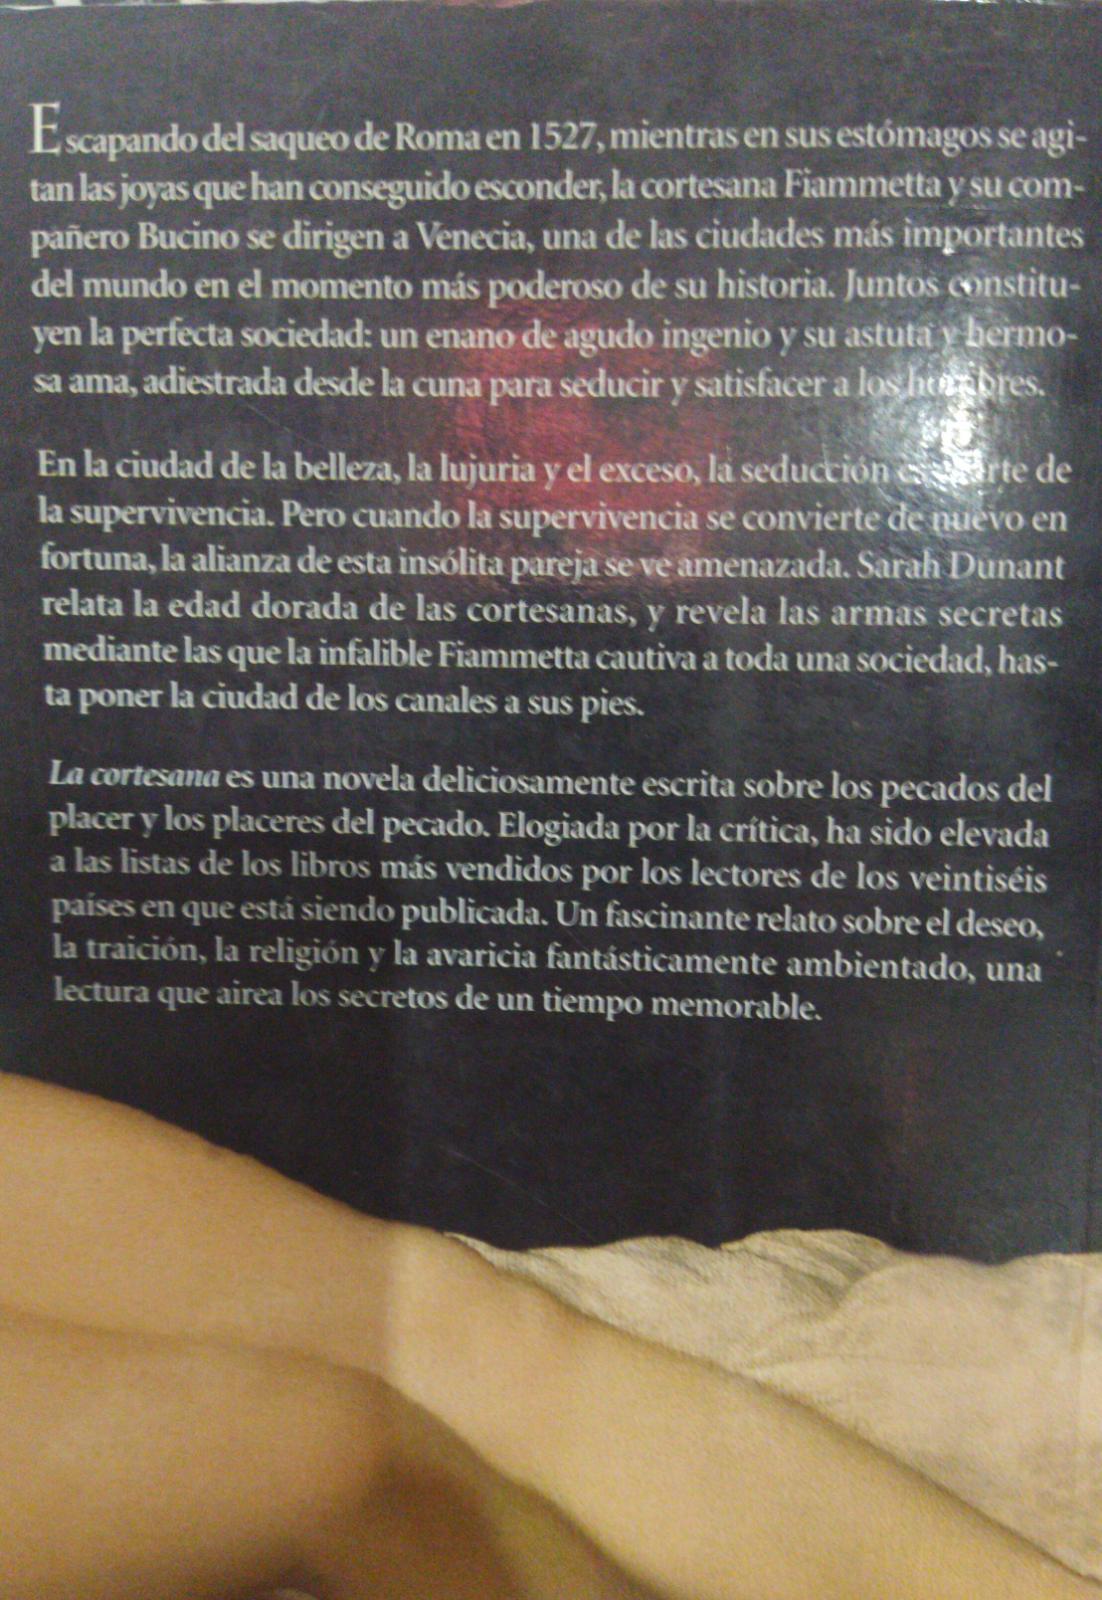 Escapando del saqueo de Roma en 1527, mientras en sus estómagos se agi-
tan las joyas que han conseguido esconder, la cortesana Fiammetta y su com-
pañero Bucino se dirigen a Venecia, una de las ciudades más importantes
del mundo en el momento más poderoso de su historia. Juntos constitu-
yen la perfecta sociedad: un enano de agudo ingenio y su astuta y hermo-
sa ama, adiestrada desde la cuna para seducir y satisfacer a los hombres.
En la ciudad de la belleza, la lujuria y el exceso, la seducción de
la supervivencia. Pero cuando la supervivencia se convierte de nuevo en
fortuna, la alianza de esta insólita pareja se ve amenazada. Sarah Dunant
relata la edad dorada de las cortesanas, y revela las armas secretas
mediante las que la infalible Fiammetta cautiva a toda una sociedad, has-
ta poner la ciudad de los canales a sus pies.
La cortesana es una novela deliciosamente escrita sobre los pecados del
placer y los placeres del pecado. Elogiada por la crítica, ha sido elevada
a las listas de los libros más vendidos por los lectores de los veintiséis
países en que está siendo publicada. Un fascinante relato sobre el deseo,
la traición, la religión y la avaricia fantásticamente ambientado, una
lectura que airea los secretos de un tiempo memorable.